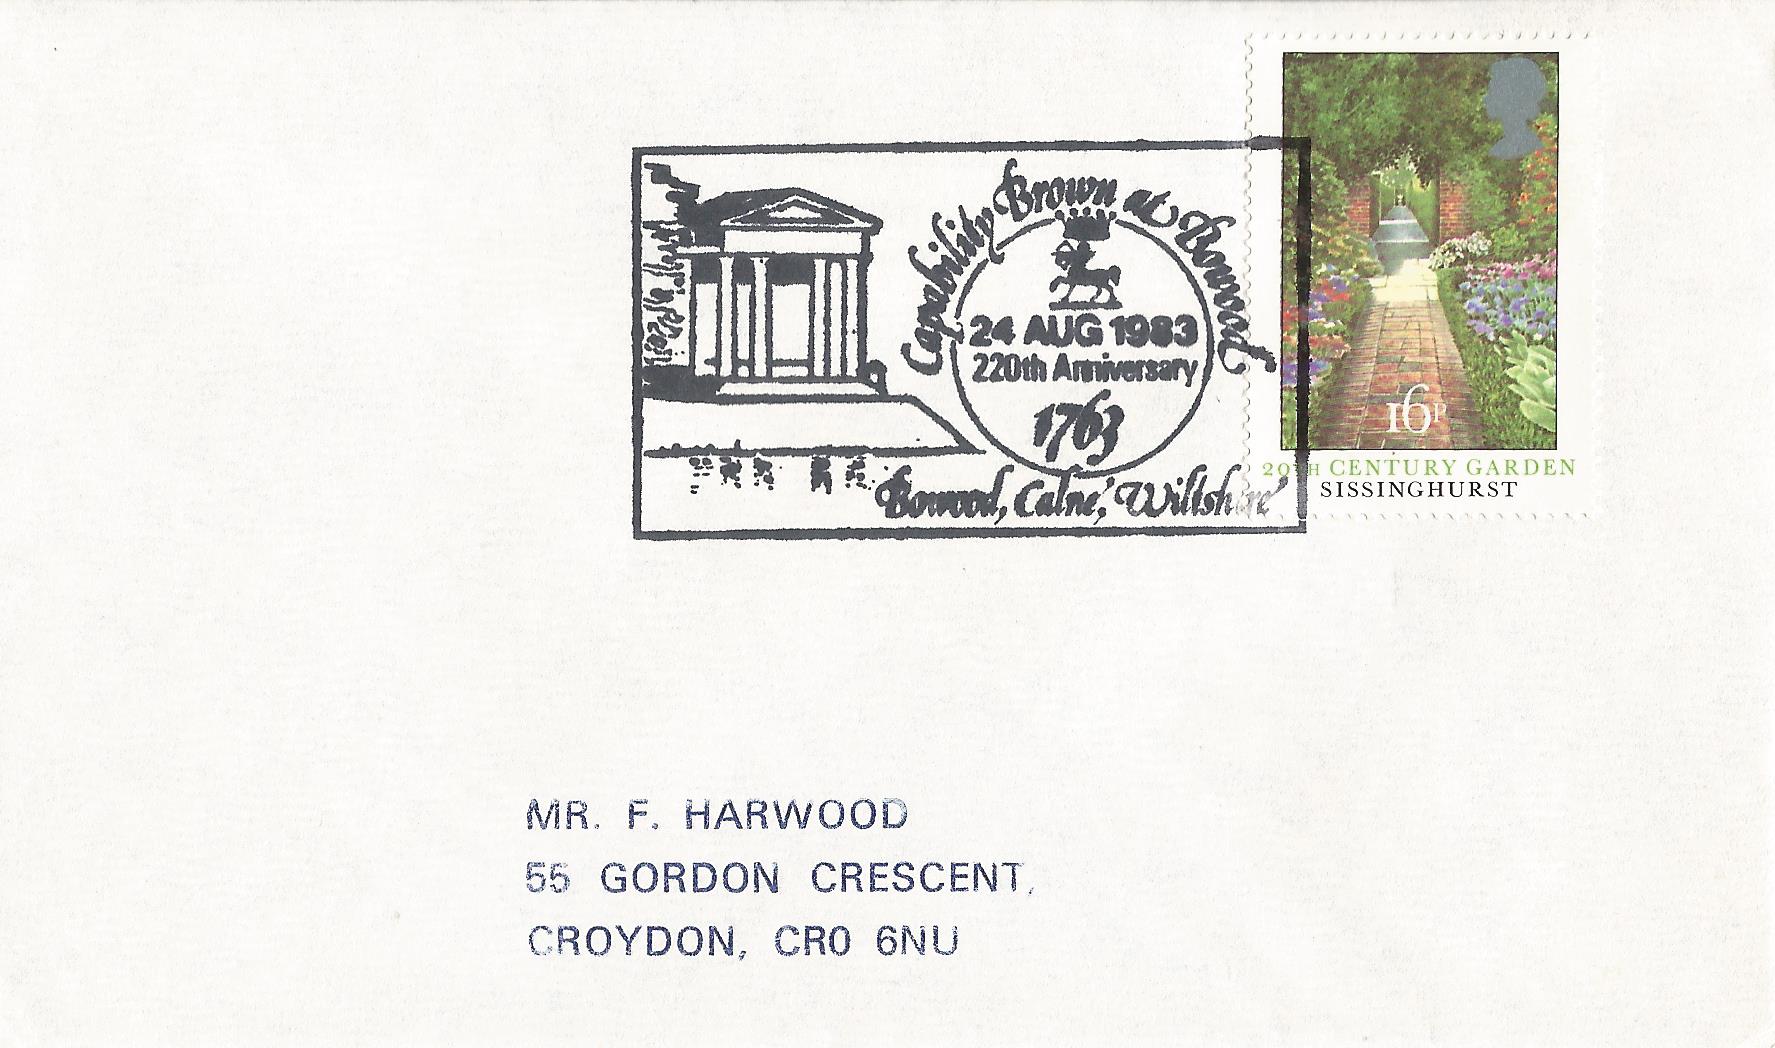 Capability Brown at Bowood
24 AUG 1983
220th Anniversary
1763
Bowood, Calne, Wiltshire
16P
20TH CENTURY GARDEN
SISSINGHURST
MR. F. HARWOOD
55 GORDON CRESCENT,
CROYDON, CR0 6NU